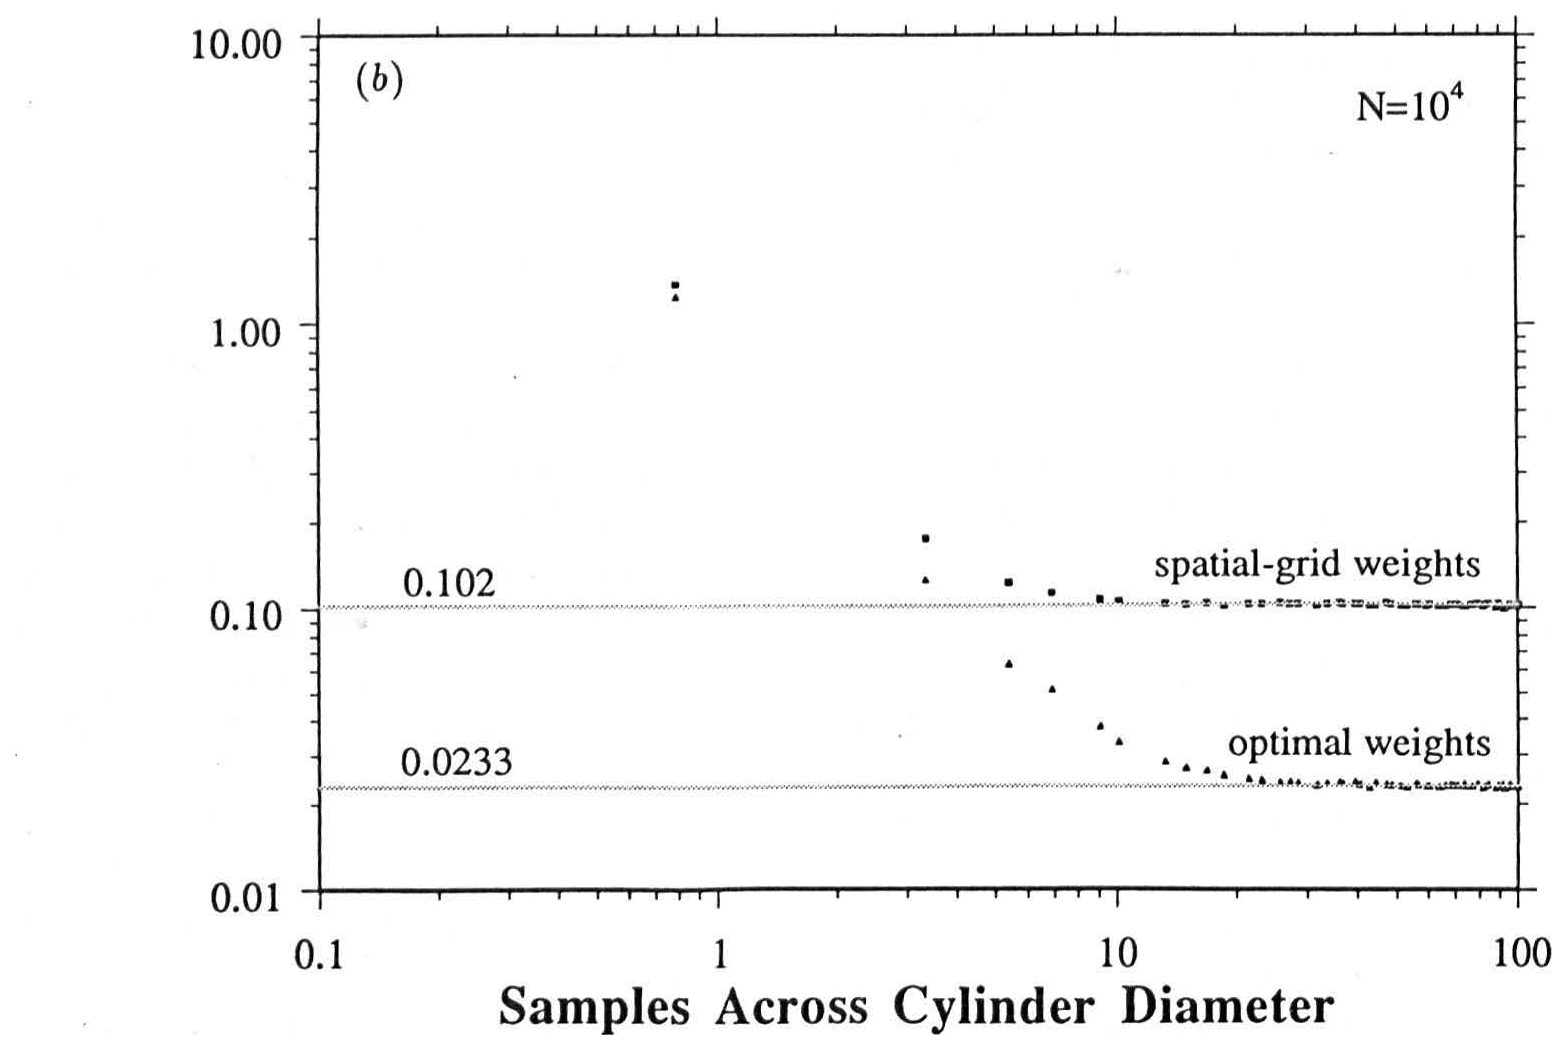 10.00
(b)
N=10⁴
1.00
spatial-grid weights
0.102
0.10
optimal weights
0.0233
0.01
0.1 1 10 100
Samples Across Cylinder Diameter